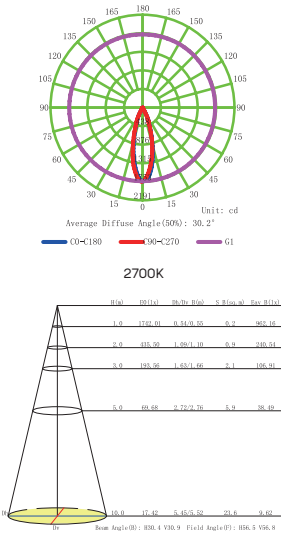 180
165 165
150 150
135 135
120 120
105 105
90 90
75 75
60 60
45 45
30 30
15 0 15
876
2191
Unit: cd
Average Diffuse Angle(50%): 30.2°
C0-C180 C90-C270 G1
2700K
H(m) E0(lx) Dh/Dv B(m) S B(sq.m) Eav B(lx)
1.0 1742.01 0.54/0.55 0.2 962.16
2.0 435.50 1.09/1.10 0.9 240.54
3.0 193.56 1.63/1.66 2.1 106.91
5.0 69.68 2.72/2.76 5.9 38.49
Dh 10.0 17.42 5.45/5.52 23.6 9.62
Dv Beam Angle(B): H30.4 V30.9 Field Angle(F): H56.5 V56.8